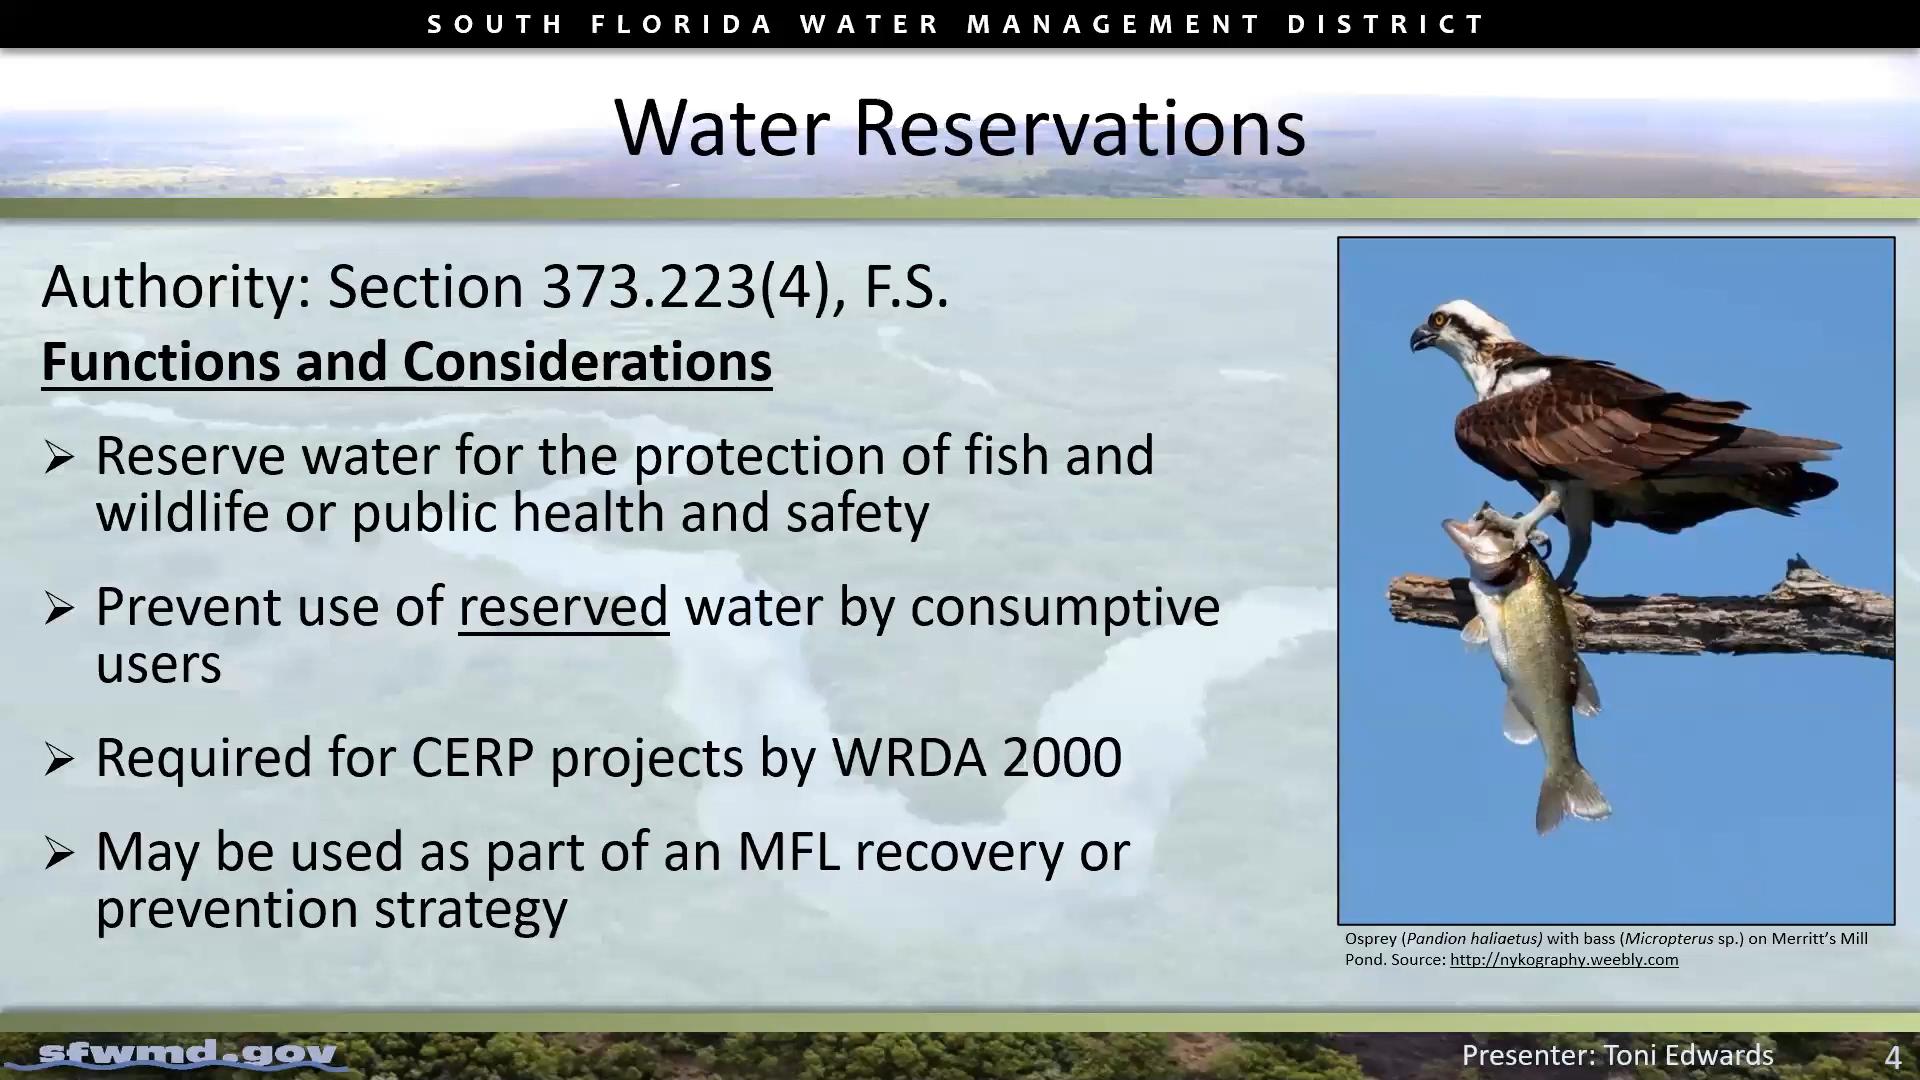 SOUTH FLORIDA WATER MANAGEMENT DISTRICT
Water Reservations
Authority: Section 373.223(4), F.S.
Functions and Considerations
➢ Reserve water for the protection of fish and
wildlife or public health and safety
➢ Prevent use of reserved water by consumptive
users
➢ Required for CERP projects by WRDA 2000
➢ May be used as part of an MFL recovery or
prevention strategy
Osprey (Pandion haliaetus) with bass (Micropterus sp.) on Merritt’s Mill
Pond. Source: http://nykography.weebly.com
sfwmd.gov
Presenter: Toni Edwards
4